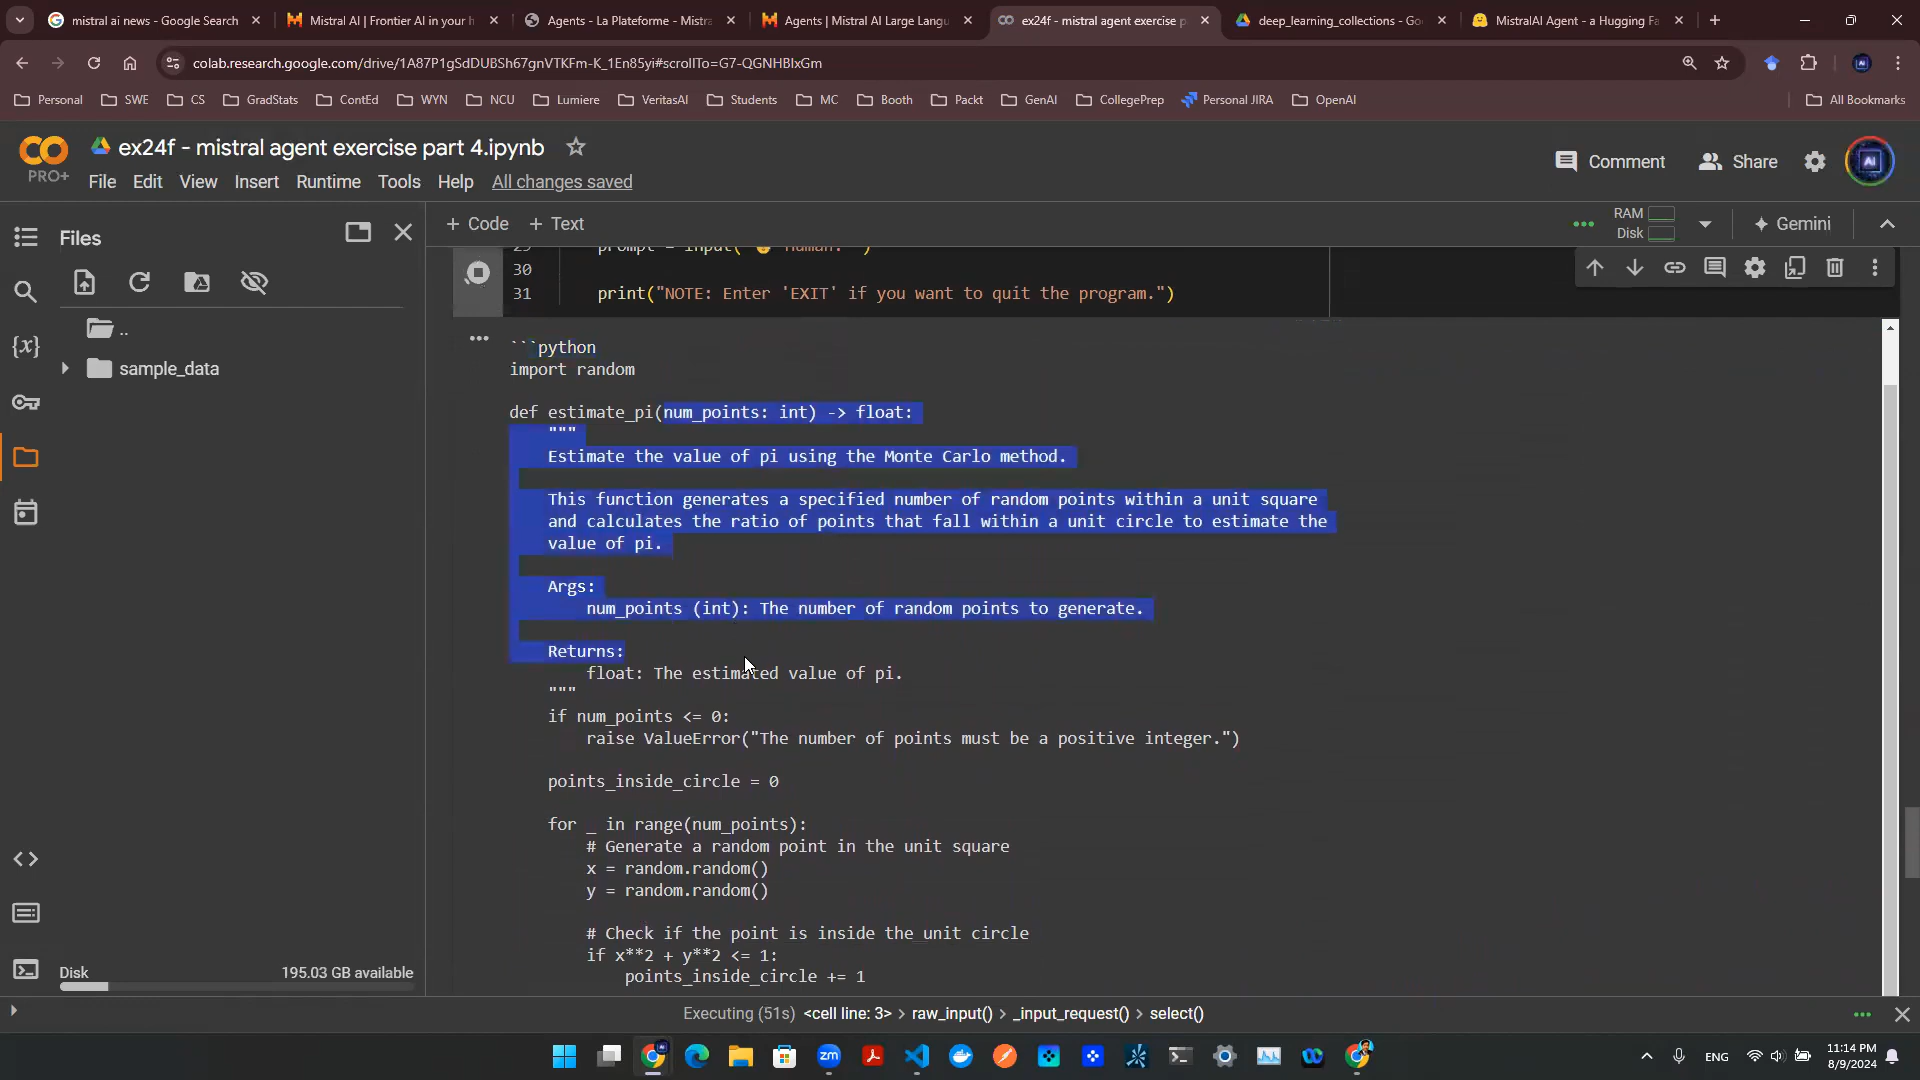 mistral ai news - Google Search
Mistral AI | Frontier AI in your h
Agents - La Plateforme - Mistra
Agents | Mistral AI Large Langu
ex24f - mistral agent exercise p
deep_learning_collections - Go
MistralAI Agent - a Hugging Fa
colab.research.google.com/drive/1A87P1gSdDUBSh67gnVTKFm-K_1En85yi#scrollTo=G7-QGNHBlxGm
Personal
SWE
CS
GradStats
ContEd
WYN
NCU
Lumiere
VeritasAI
Students
MC
Booth
Packt
GenAI
CollegePrep
Personal JIRA
OpenAI
All Bookmarks
PRO+
ex24f - mistral agent exercise part 4.ipynb
File Edit View Insert Runtime Tools Help All changes saved
Comment
Share
Files
+ Code + Text
RAM
Disk
Gemini
..
sample_data
29 prompt = input(" Human: ")
30
31 print("NOTE: Enter 'EXIT' if you want to quit the program.")
```python
import random
def estimate_pi(num_points: int) -> float:
"""
Estimate the value of pi using the Monte Carlo method.
This function generates a specified number of random points within a unit square
and calculates the ratio of points that fall within a unit circle to estimate the
value of pi.
Args:
num_points (int): The number of random points to generate.
Returns:
float: The estimated value of pi.
"""
if num_points <= 0:
raise ValueError("The number of points must be a positive integer.")
points_inside_circle = 0
for _ in range(num_points):
# Generate a random point in the unit square
x = random.random()
y = random.random()
# Check if the point is inside the unit circle
if x**2 + y**2 <= 1:
points_inside_circle += 1
Disk 195.03 GB available
Executing (51s) <cell line: 3> > raw_input() > _input_request() > select()
ENG
11:14 PM
8/9/2024